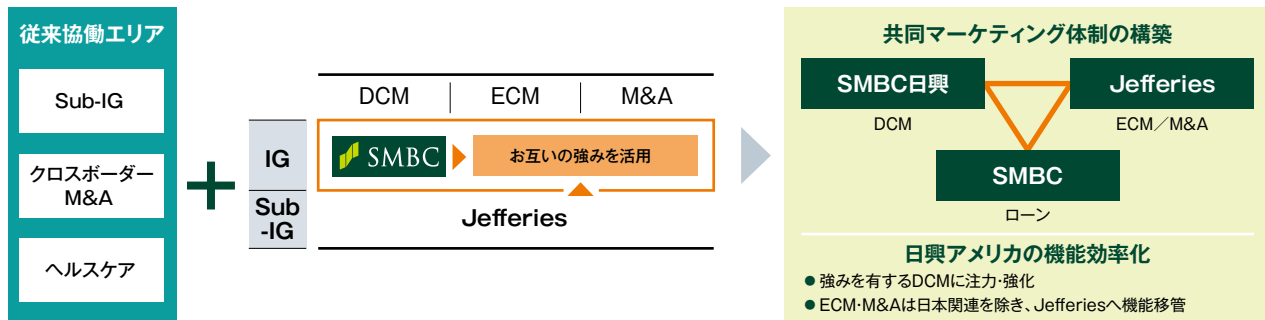 従来協働エリア
Sub-IG
クロスボーダー
M&A
ヘルスケア
+
DCM
ECM
M&A
IG
SMBC
お互いの強みを活用
Sub
-IG
Jefferies
共同マーケティング体制の構築
SMBC日興
Jefferies
DCM
ECM／M&A
SMBC
ローン
日興アメリカの機能効率化
● 強みを有するDCMに注力・強化
● ECM・M&Aは日本関連を除き、Jefferiesへ機能移管